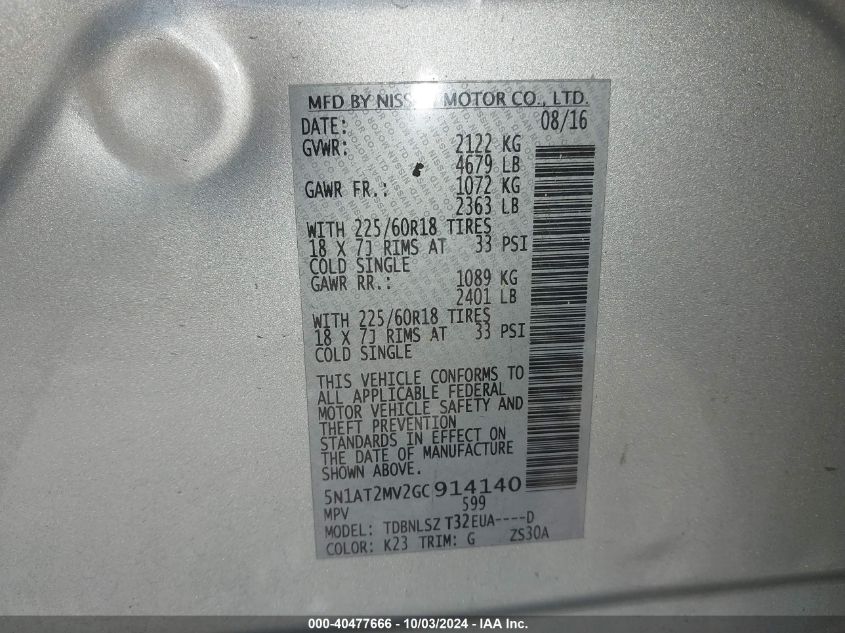 MFD BY NISSAN MOTOR CO., LTD.
DATE: 08/16
GVWR: 2122 KG
4679 LB
GAWR FR.: 1072 KG
2363 LB
WITH 225/60R18 TIRES
18 X 7J RIMS AT 33 PSI
COLD SINGLE
GAWR RR.: 1089 KG
2401 LB
WITH 225/60R18 TIRES
18 X 7J RIMS AT 33 PSI
COLD SINGLE
THIS VEHICLE CONFORMS TO
ALL APPLICABLE FEDERAL
MOTOR VEHICLE SAFETY AND
THEFT PREVENTION
STANDARDS IN EFFECT ON
THE DATE OF MANUFACTURE
SHOWN ABOVE.
5N1AT2MV2GC914140
MPV 599
MODEL: TDBNLSZ T32EUA----D
COLOR: K23 TRIM: G ZS30A
000-40477666 - 10/03/2024 - IAA Inc.